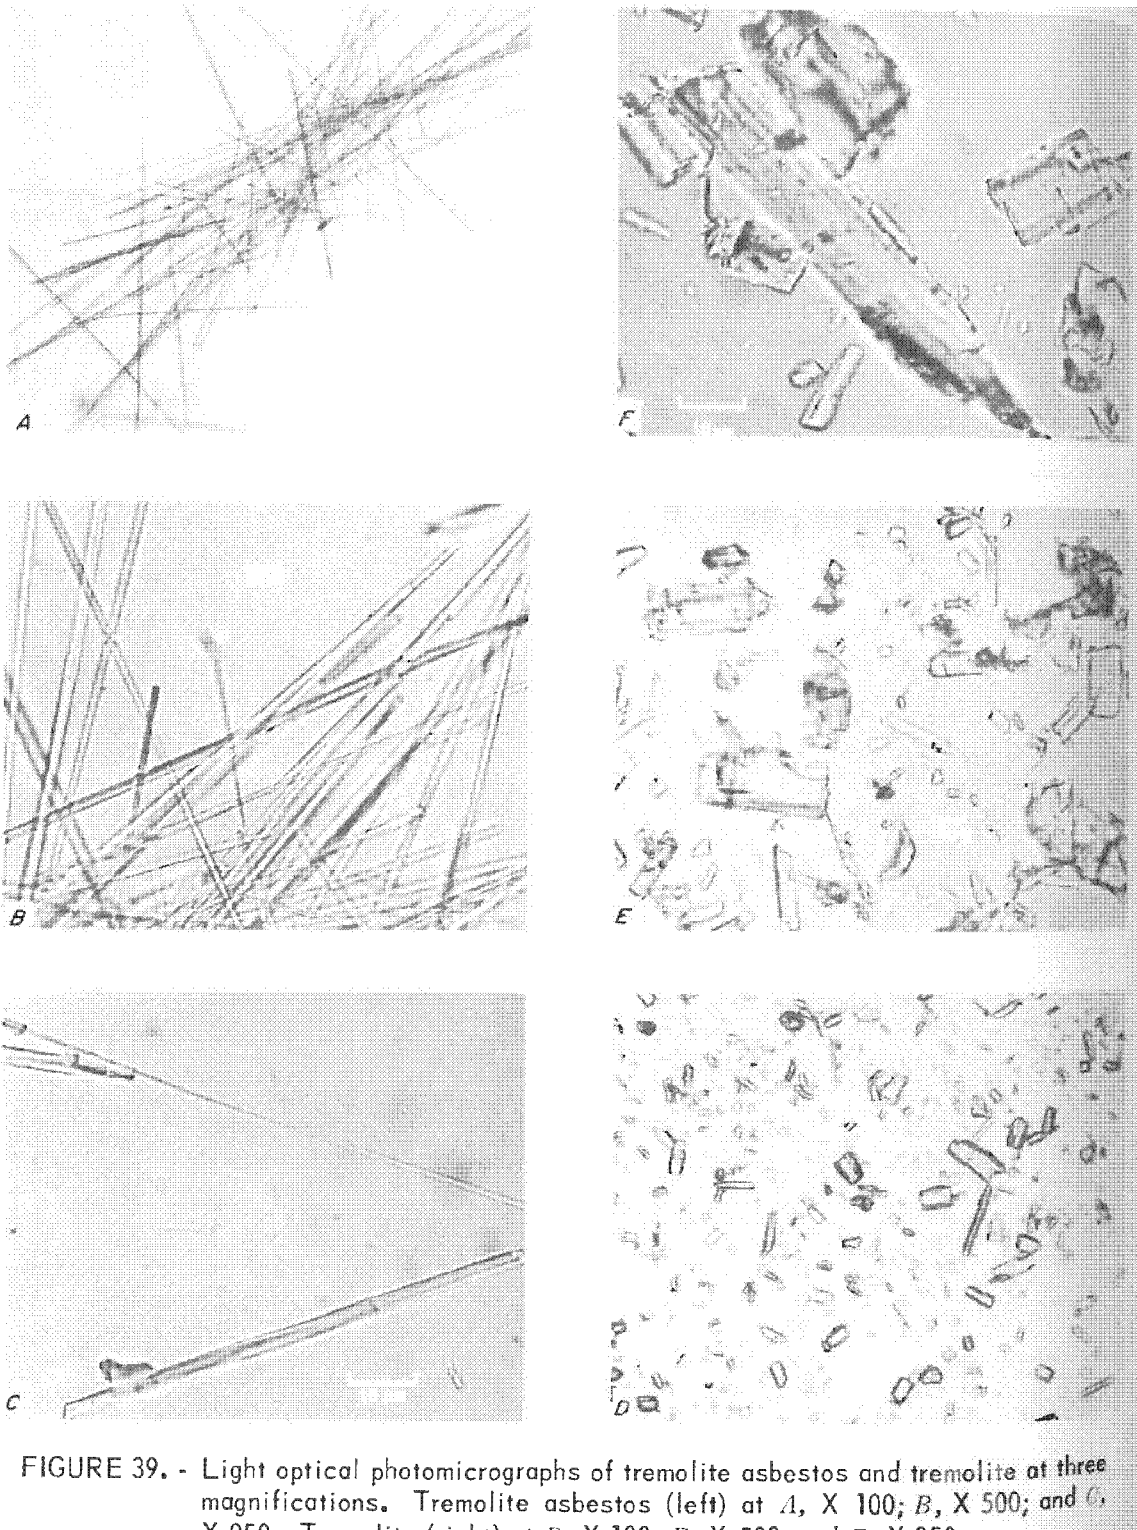 A
F
B
E
C
D
FIGURE 39. - Light optical photomicrographs of tremolite asbestos and tremolite at three
magnifications. Tremolite asbestos (left) at A, X 100; B, X 500; and C,